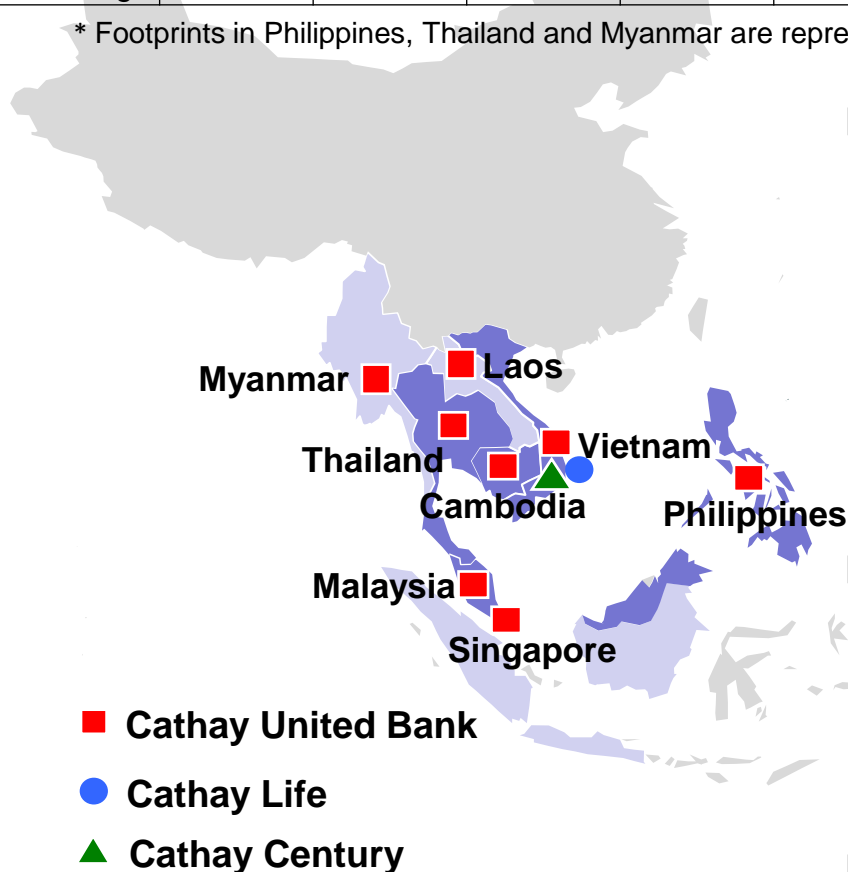 * Footprints in Philippines, Thailand and Myanmar are repre
Laos
Myanmar
Vietnam
Thailand
Cambodia
Philippines
Malaysia
Singapore
Cathay United Bank
Cathay Life
Cathay Century